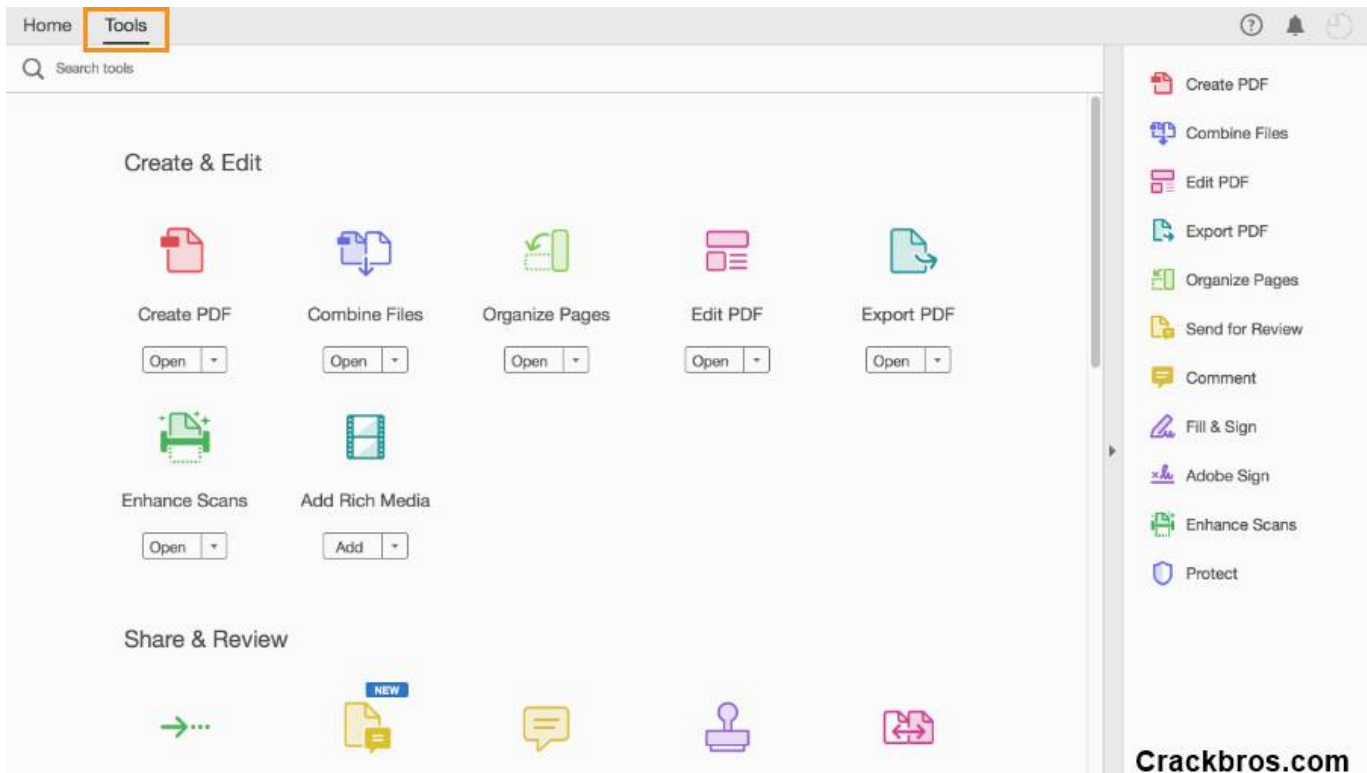 Home Tools
Search tools
Create & Edit
Create PDF Combine Files Organize Pages Edit PDF Export PDF
Open Open Open Open Open
Enhance Scans Add Rich Media
Open Add
Share & Review
NEW
Create PDF
Combine Files
Edit PDF
Export PDF
Organize Pages
Send for Review
Comment
Fill & Sign
Adobe Sign
Enhance Scans
Protect
Crackbros.com